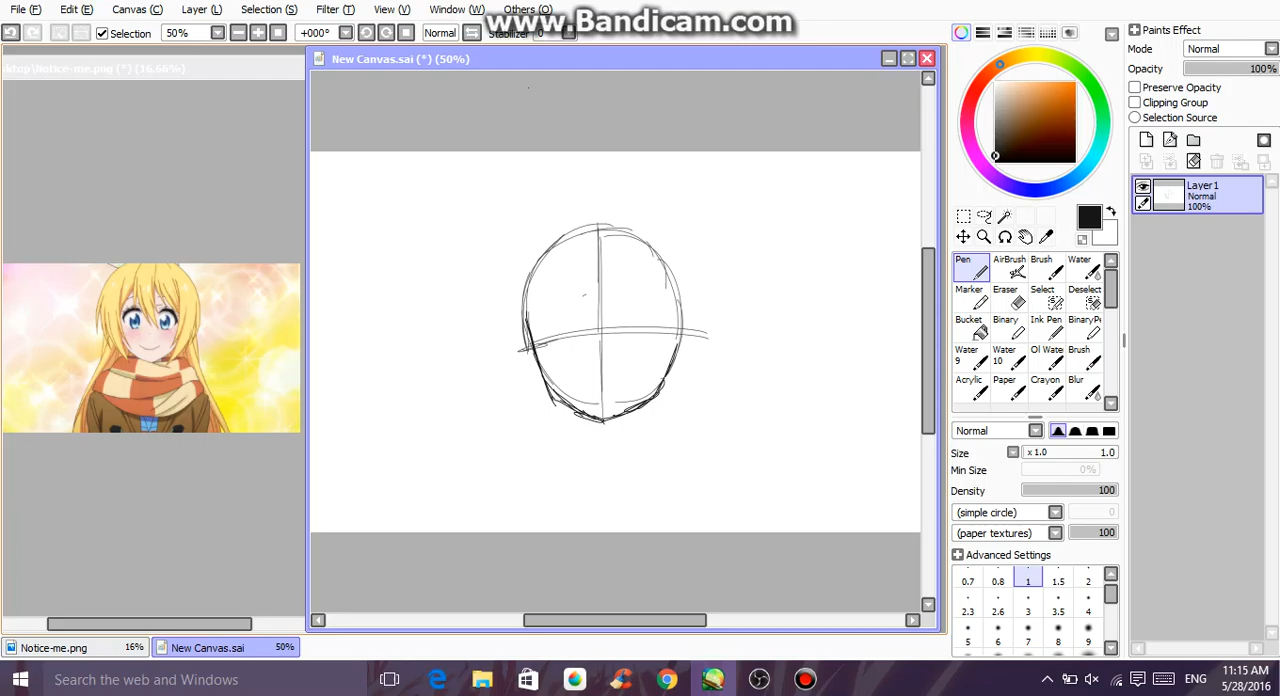 www.Bandicam.com
File (F) Edit (E) Canvas (C) Layer (L) Selection (S) Filter (T) View (V) Window (W) Others (O)
Selection 50% +000° Normal Stabilizer 0
ktop\Notice-me.png (*) (16.66%)
New Canvas.sai (*) (50%)
Paints Effect
Mode Normal
Opacity 100%
Preserve Opacity
Clipping Group
Selection Source
Layer1
Normal
100%
Pen AirBrush Brush Water
Marker Eraser Select Deselect
Bucket Binary Ink Pen BinaryPe
Water Water Ol Wate Brush
9 10
Acrylic Paper Crayon Blur
Normal
Size x 1.0 1.0
Min Size 0%
Density 100
(simple circle) 0
(paper textures) 100
Advanced Settings
0.7 0.8 1 1.5 2
2.3 2.6 3 3.5 4
5 6 7 8 9
Notice-me.png 16% New Canvas.sai 50%
Search the web and Windows
ENG
11:15 AM
5/28/2016